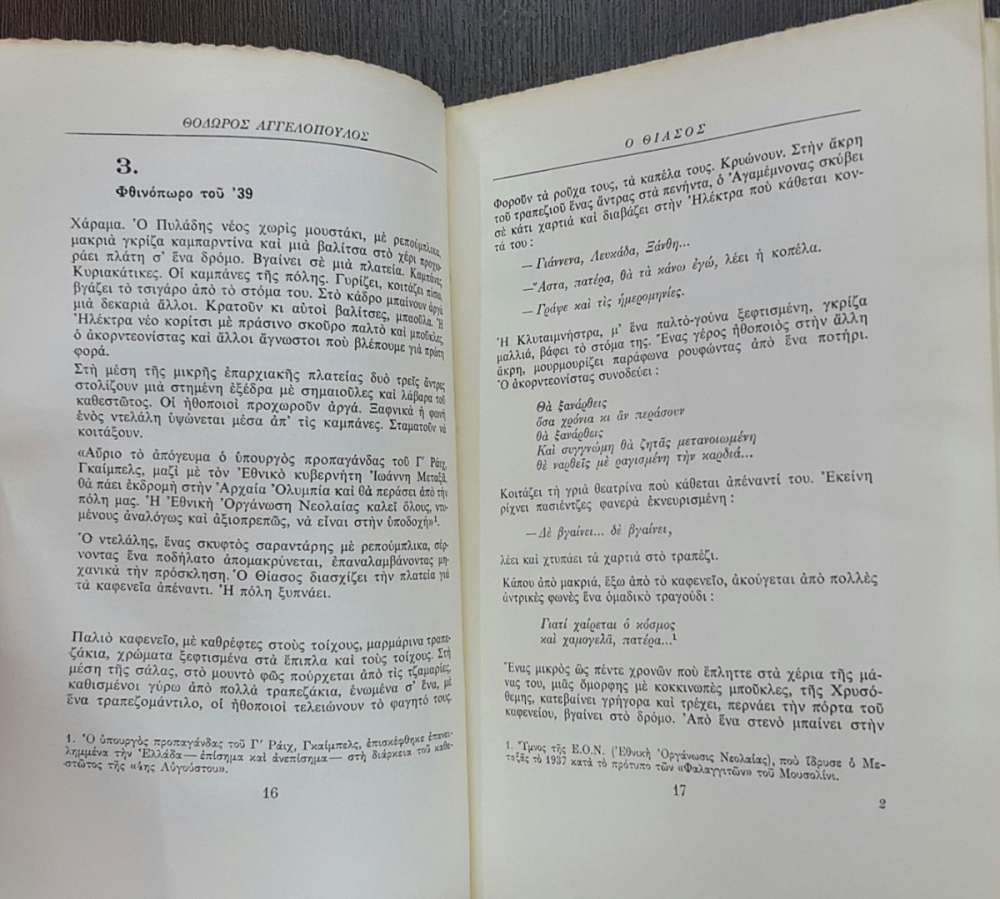 ΘΟΔΩΡΟΣ ΑΓΓΕΛΟΠΟΥΛΟΣ
3.
Φθινόπωρο τοῦ '39
Χάραμα. Ὁ Πυλάδης νέος χωρὶς μουστάκι, μὲ ρεπούμπλικα,
μακριὰ γκρίζα καμπαρντίνα καὶ μιὰ βαλίτσα στὸ χέρι προχω-
ράει πλάτη σ' ἕνα δρόμο. Βγαίνει σὲ μιὰ πλατεία. Καμπάνες
Κυριακάτικες. Οἱ καμπάνες τῆς πόλης. Γυρίζει, κοιτάζει πίσω,
βγάζει τὸ τσιγάρο ἀπὸ τὸ στόμα του. Στὸ κάδρο μπαίνουν ἀργὰ
μιὰ δεκαριὰ ἄλλοι. Κρατοῦν κι αὐτοὶ βαλίτσες, μπαοῦλα. Ἡ
Ἠλέκτρα νέο κορίτσι μὲ πράσινο σκοῦρο παλτὸ καὶ μποῦκλες,
ὁ ἀκορντεονίστας καὶ ἄλλοι ἄγνωστοι ποὺ βλέπουμε γιὰ πρώτη
φορά.
Στὴ μέση τῆς μικρῆς ἐπαρχιακῆς πλατείας δυὸ τρεῖς ἄντρες
στολίζουν μιὰ στημένη ἐξέδρα μὲ σημαιοῦλες καὶ λάβαρα τοῦ
καθεστῶτος. Οἱ ἠθοποιοὶ προχωροῦν ἀργά. Ξαφνικὰ ἡ φωνὴ
ἑνὸς ντελάλη ὑψώνεται μέσα ἀπ' τὶς καμπάνες. Σταματοῦν νὰ
κοιτάξουν.
«Αὔριο τὸ ἀπόγευμα ὁ ὑπουργὸς προπαγάνδας τοῦ Γ' Ράιχ,
Γκαίμπελς, μαζὶ μὲ τὸν Ἐθνικὸ κυβερνήτη Ἰωάννη Μεταξᾶ,
θὰ πάει ἐκδρομὴ στὴν Ἀρχαία Ὀλυμπία καὶ θὰ περάσει ἀπὸ τὴν
πόλη μας. Ἡ Ἐθνικὴ Ὀργάνωση Νεολαίας καλεῖ ὅλους, ντυ-
μένους ἀναλόγως καὶ ἀξιοπρεπῶς, νὰ εἶναι στὴν ὑποδοχή»¹.
Ὁ ντελάλης, ἕνας σκυφτὸς σαραντάρης μὲ ρεπούμπλικα, σέρ-
νοντας ἕνα ποδήλατο ἀπομακρύνεται, ἐπαναλαμβάνοντας μη-
χανικὰ τὴν πρόσκληση. Ὁ Θίασος διασχίζει τὴν πλατεία γιὰ
τὰ καφενεῖα ἀπέναντι. Ἡ πόλη ξυπνάει.
Παλιὸ καφενεῖο, μὲ καθρέφτες στοὺς τοίχους, μαρμάρινα τραπε-
ζάκια, χρώματα ξεφτισμένα στὰ ἔπιπλα καὶ τοὺς τοίχους. Στὴ
μέση τῆς σάλας, στὸ μουντὸ φῶς πούρχεται ἀπὸ τὶς τζαμαρίες,
καθισμένοι γύρω ἀπὸ πολλὰ τραπεζάκια, ἑνωμένα σ' ἕνα, μὲ
ἕνα τραπεζομάντιλο, οἱ ἠθοποιοὶ τελειώνουν τὸ φαγητό τους.
1. Ὁ ὑπουργὸς προπαγάνδας τοῦ Γ' Ράιχ, Γκαίμπελς, ἐπισκέφθηκε ἐπανει-
λημμένα τὴν Ἑλλάδα—ἐπίσημα καὶ ἀνεπίσημα—στὴ διάρκεια τοῦ καθε-
στῶτος τῆς «4ης Αὐγούστου».
16
Ο ΘΙΑΣΟΣ
Φοροῦν τὰ ροῦχα τους, τὰ καπέλα τους. Κρυώνουν. Στὴν ἄκρη
τοῦ τραπεζιοῦ ἕνας ἄντρας στὰ πενήντα, ὁ Ἀγαμέμνονας σκύβει
σὲ κάτι χαρτιὰ καὶ διαβάζει στὴν Ἠλέκτρα ποὺ κάθεται κον-
τά του:
—Γιάννενα, Λευκάδα, Ξάνθη...
—Ἄστα, πατέρα, θὰ τὰ κάνω ἐγώ, λέει ἡ κοπέλα.
—Γράφε καὶ τὶς ἡμερομηνίες.
Ἡ Κλυταιμνήστρα, μ' ἕνα παλτὸ-γούνα ξεφτισμένη, γκρίζα
μαλλιά, βάφει τὸ στόμα της. Ἕνας γέρος ἠθοποιὸς στὴν ἄλλη
ἄκρη, μουρμουρίζει παράφωνα ρουφώντας ἀπὸ ἕνα ποτήρι.
Ὁ ἀκορντεονίστας συνοδεύει:
Θὰ ξανάρθεις
ὅσα χρόνια κι ἂν περάσουν
θὰ ξανάρθεις
Καὶ συγγνώμη θὰ ζητᾶς μετανοιωμένη
θὲ ναρθεῖς μὲ ραγισμένη τὴν καρδιά...
Κοιτάζει τὴ γριὰ θεατρίνα ποὺ κάθεται ἀπέναντί του. Ἐκείνη
ρίχνει πασιέντζες φανερὰ ἐκνευρισμένη:
—Δὲ βγαίνει... δὲ βγαίνει,
λέει καὶ χτυπάει τὰ χαρτιὰ στὸ τραπέζι.
Κάπου ἀπὸ μακριά, ἔξω ἀπὸ τὸ καφενεῖο, ἀκούγεται ἀπὸ πολλὲς
ἀντρικὲς φωνὲς ἕνα ὁμαδικὸ τραγούδι:
Γιατί χαίρεται ὁ κόσμος
καὶ χαμογελᾶ, πατέρα...¹
Ἕνας μικρὸς ὣς πέντε χρονῶν ποὺ ἔπληττε στὰ χέρια τῆς μά-
νας του, μιᾶς ὄμορφης μὲ κοκκινωπὲς μποῦκλες, τῆς Χρυσό-
θεμης, κατεβαίνει γρήγορα καὶ τρέχει, περνάει τὴν πόρτα τοῦ
καφενείου, βγαίνει στὸ δρόμο. Ἀπὸ ἕνα στενὸ μπαίνει στὴν
1. Ὕμνος τῆς Ε.Ο.Ν. (Ἐθνικὴ Ὀργάνωσις Νεολαίας), ποὺ ἵδρυσε ὁ Με-
ταξᾶς τὸ 1937 κατὰ τὸ πρότυπο τῶν «Φαλαγγιτῶν» τοῦ Μουσολίνι.
17
2